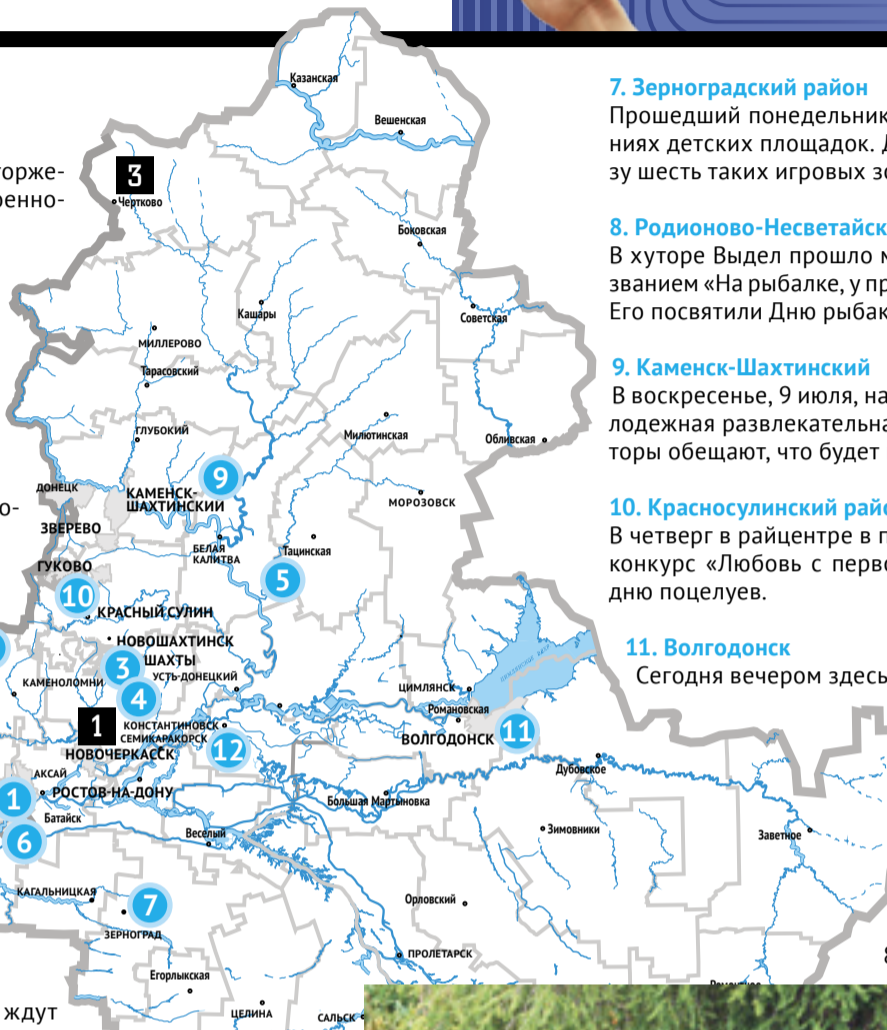 орже-
енно-
о-
ждут
Казанская
Вешенская
3
Чертково
Боковская
Кашары
Советская
МИЛЛЕРОВО
Тарасовский
ГЛУБОКИЙ
Милютинская
Обливская
9
ДОНЕЦК
КАМЕНСК-
ШАХТИНСКИЙ
МОРОЗОВСК
ЗВЕРЕВО
БЕЛАЯ
КАЛИТВА
Тацинская
ГУКОВО
5
10
КРАСНЫЙ СУЛИН
НОВОШАХТИНСК
3
ШАХТЫ
КАМЕНОЛОМНИ
УСТЬ-ДОНЕЦКИЙ
4
ЦИМЛЯНСК
Романовская
1
КОНСТАНТИНОВСК
СЕМИКАРАКОРСК
12
ВОЛГОДОНСК
11
НОВОЧЕРКАССК
АКСАЙ
Дубовское
1
РОСТОВ-НА-ДОНУ
Большая Мартыновка
Батайск
6
Веселый
Зимовники
Заветное
КАГАЛЬНИЦКАЯ
7
Орловский
ЗЕРНОГРАД
ПРОЛЕТАРСК
Егорлыкская
ЦЕЛИНА
САЛЬСК
7. Зерноградский район
Прошедший понедельник
ниях детских площадок. Д
зу шесть таких игровых зо
8. Родионово-Несветайск
В хуторе Выдел прошло м
званием «На рыбалке, у пр
Его посвятили Дню рыбак
9. Каменск-Шахтинский
В воскресенье, 9 июля, на
лодежная развлекательна
торы обещают, что будет
10. Красносулинский райо
В четверг в райцентре в п
конкурс «Любовь с перво
дню поцелуев.
11. Волгодонск
Сегодня вечером здесь